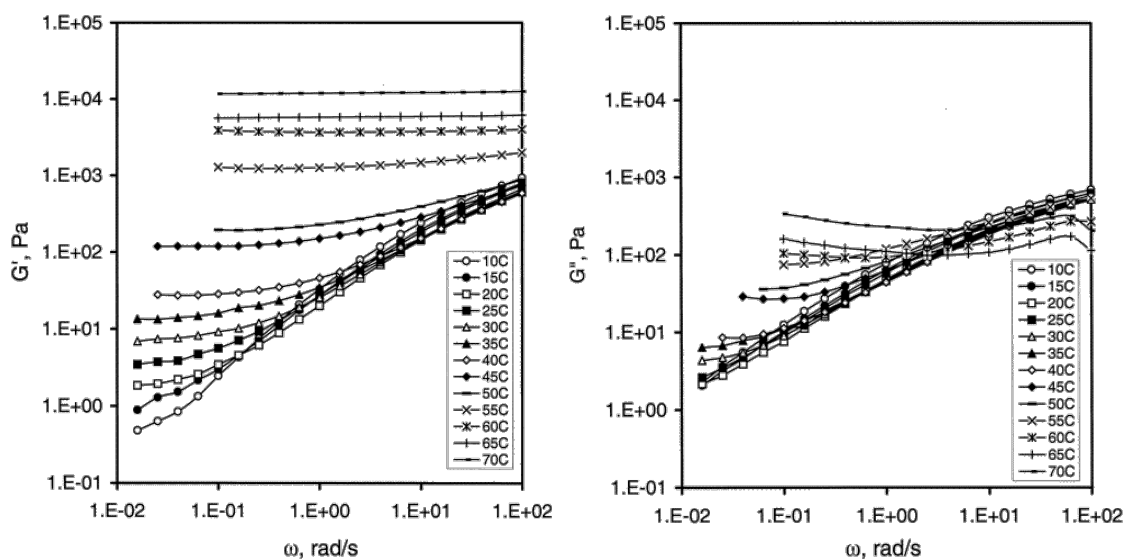 1.E+05
1.E+04
1.E+03
1.E+02
1.E+01
1.E+00
1.E-01
G', Pa
1.E-02 1.E-01 1.E+00 1.E+01 1.E+02
ω, rad/s
10C
15C
20C
25C
30C
35C
40C
45C
50C
55C
60C
65C
70C
1.E+05
1.E+04
1.E+03
1.E+02
1.E+01
1.E+00
1.E-01
G", Pa
1.E-02 1.E-01 1.E+00 1.E+01 1.E+02
ω, rad/s
10C
15C
20C
25C
30C
35C
40C
45C
50C
55C
60C
65C
70C